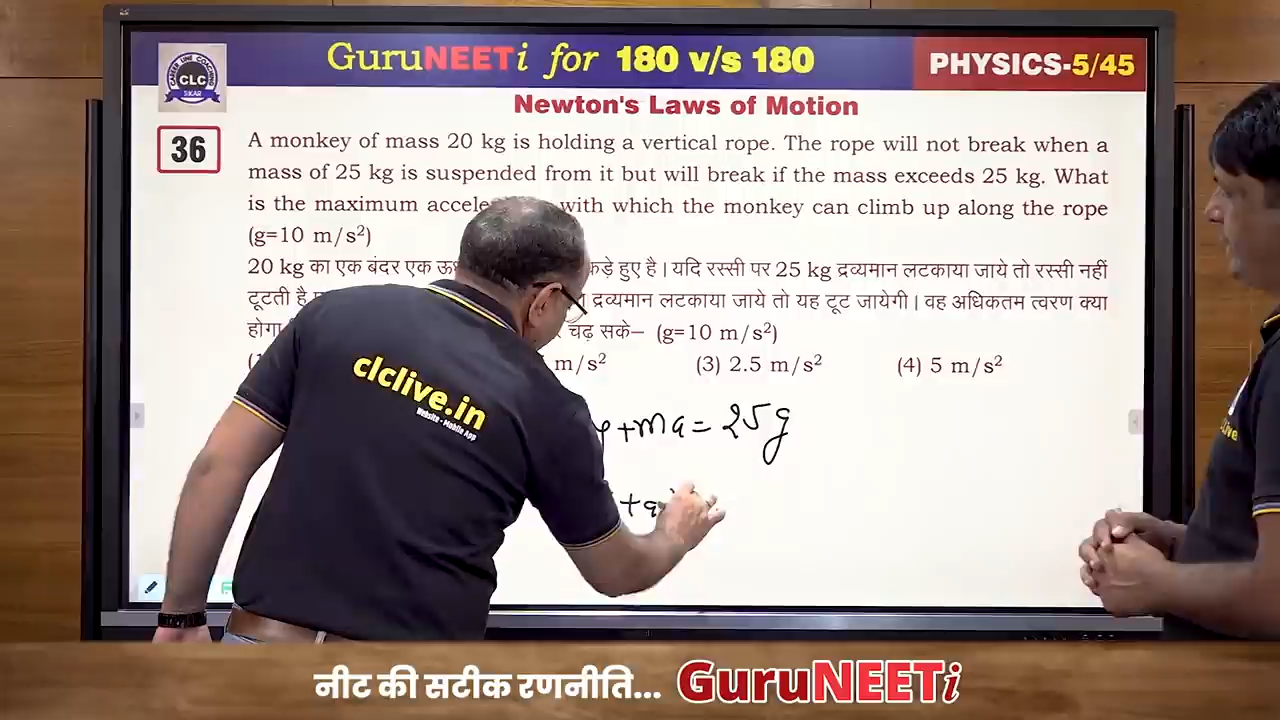 GuruNEETi for 180 v/s 180
PHYSICS-5/45
CLC
SIKAR
Newton's Laws of Motion
36
A monkey of mass 20 kg is holding a vertical rope. The rope will not break when a
mass of 25 kg is suspended from it but will break if the mass exceeds 25 kg. What
is the maximum with which the monkey can climb up along the rope
(g=10 m/s²)
20 kg का एक बंदर एक हुए है। यदि रस्सी पर 25 kg द्रव्यमान लटकाया जाये तो रस्सी नहीं
टूटती है द्रव्यमान लटकाया जाये तो यह टूट जायेगी। वह अधिकतम त्वरण क्या
होगा चढ़ सके– (g=10 m/s²)
m/s² (3) 2.5 m/s² (4) 5 m/s²
+ma = 25g
clclive.in
Website - Mobile App
नीट की सटीक रणनीति... GuruNEETi